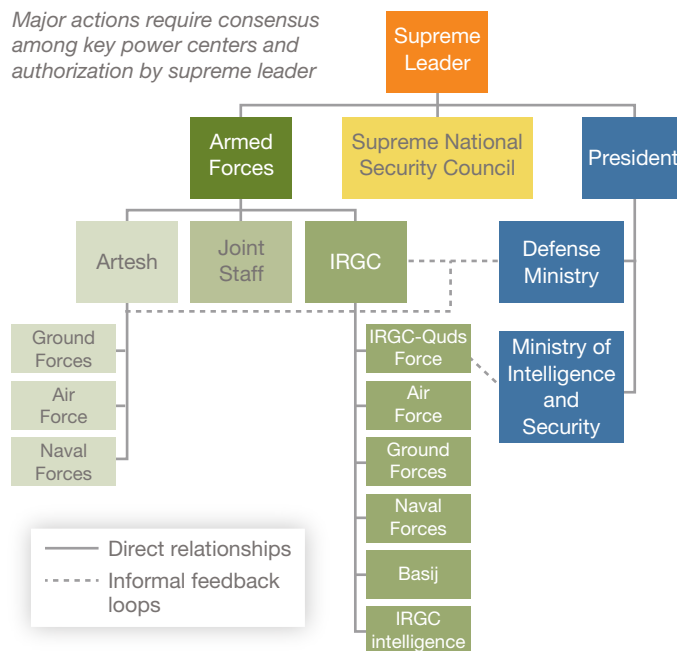 Major actions require consensus
among key power centers and
authorization by supreme leader
Supreme
Leader
Armed
Forces
Supreme National
Security Council
President
Artesh
Joint
Staff
IRGC
Defense
Ministry
Ground
Forces
Air
Force
Naval
Forces
IRGC-Quds
Force
Air
Force
Ground
Forces
Naval
Forces
Basij
IRGC
intelligence
Ministry of
Intelligence
and
Security
Direct relationships
Informal feedback
loops